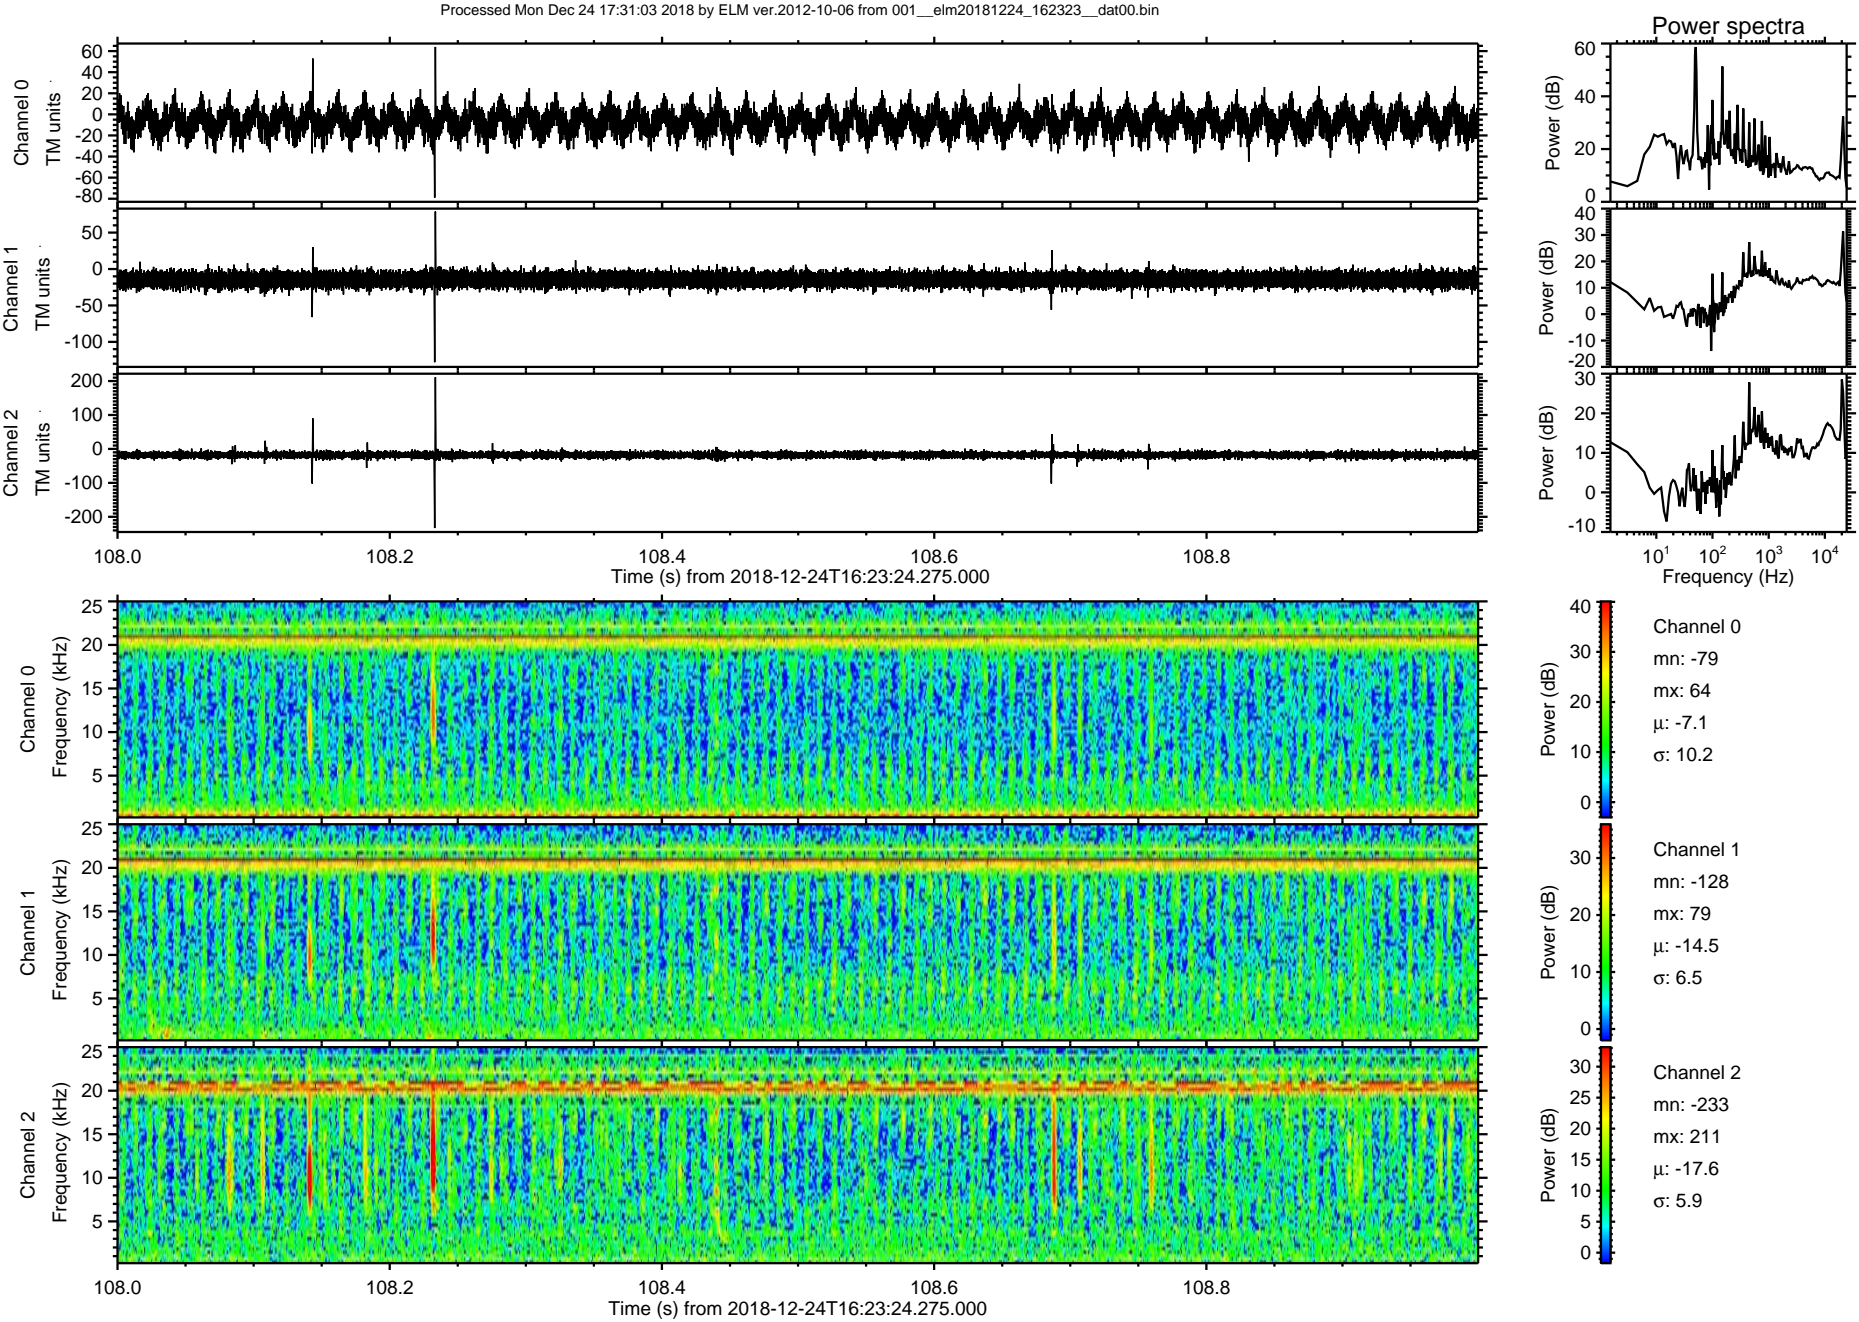 Processed Mon Dec 24 17:31:03 2018 by ELM ver.2012-10-06 from 001__elm20181224_162323__dat00.bin
Power spectra
Channel 0
TM units
60
40
20
0
-20
-40
-60
-80
Power (dB)
60
40
20
0
Channel 1
TM units
50
0
-50
-100
Power (dB)
40
30
20
10
0
-10
-20
Channel 2
TM units
200
100
0
-100
-200
Power (dB)
30
20
10
0
-10
108.0 108.2 108.4 108.6 108.8
Time (s) from 2018-12-24T16:23:24.275.000
10¹ 10² 10³ 10⁴
Frequency (Hz)
Channel 0
Frequency (kHz)
25
20
15
10
5
Power (dB)
40
30
20
10
0
Channel 0
mn: -79
mx: 64
μ: -7.1
σ: 10.2
Channel 1
Frequency (kHz)
25
20
15
10
5
Power (dB)
30
20
10
0
Channel 1
mn: -128
mx: 79
μ: -14.5
σ: 6.5
Channel 2
Frequency (kHz)
25
20
15
10
5
Power (dB)
30
25
20
15
10
5
0
Channel 2
mn: -233
mx: 211
μ: -17.6
σ: 5.9
108.0 108.2 108.4 108.6 108.8
Time (s) from 2018-12-24T16:23:24.275.000